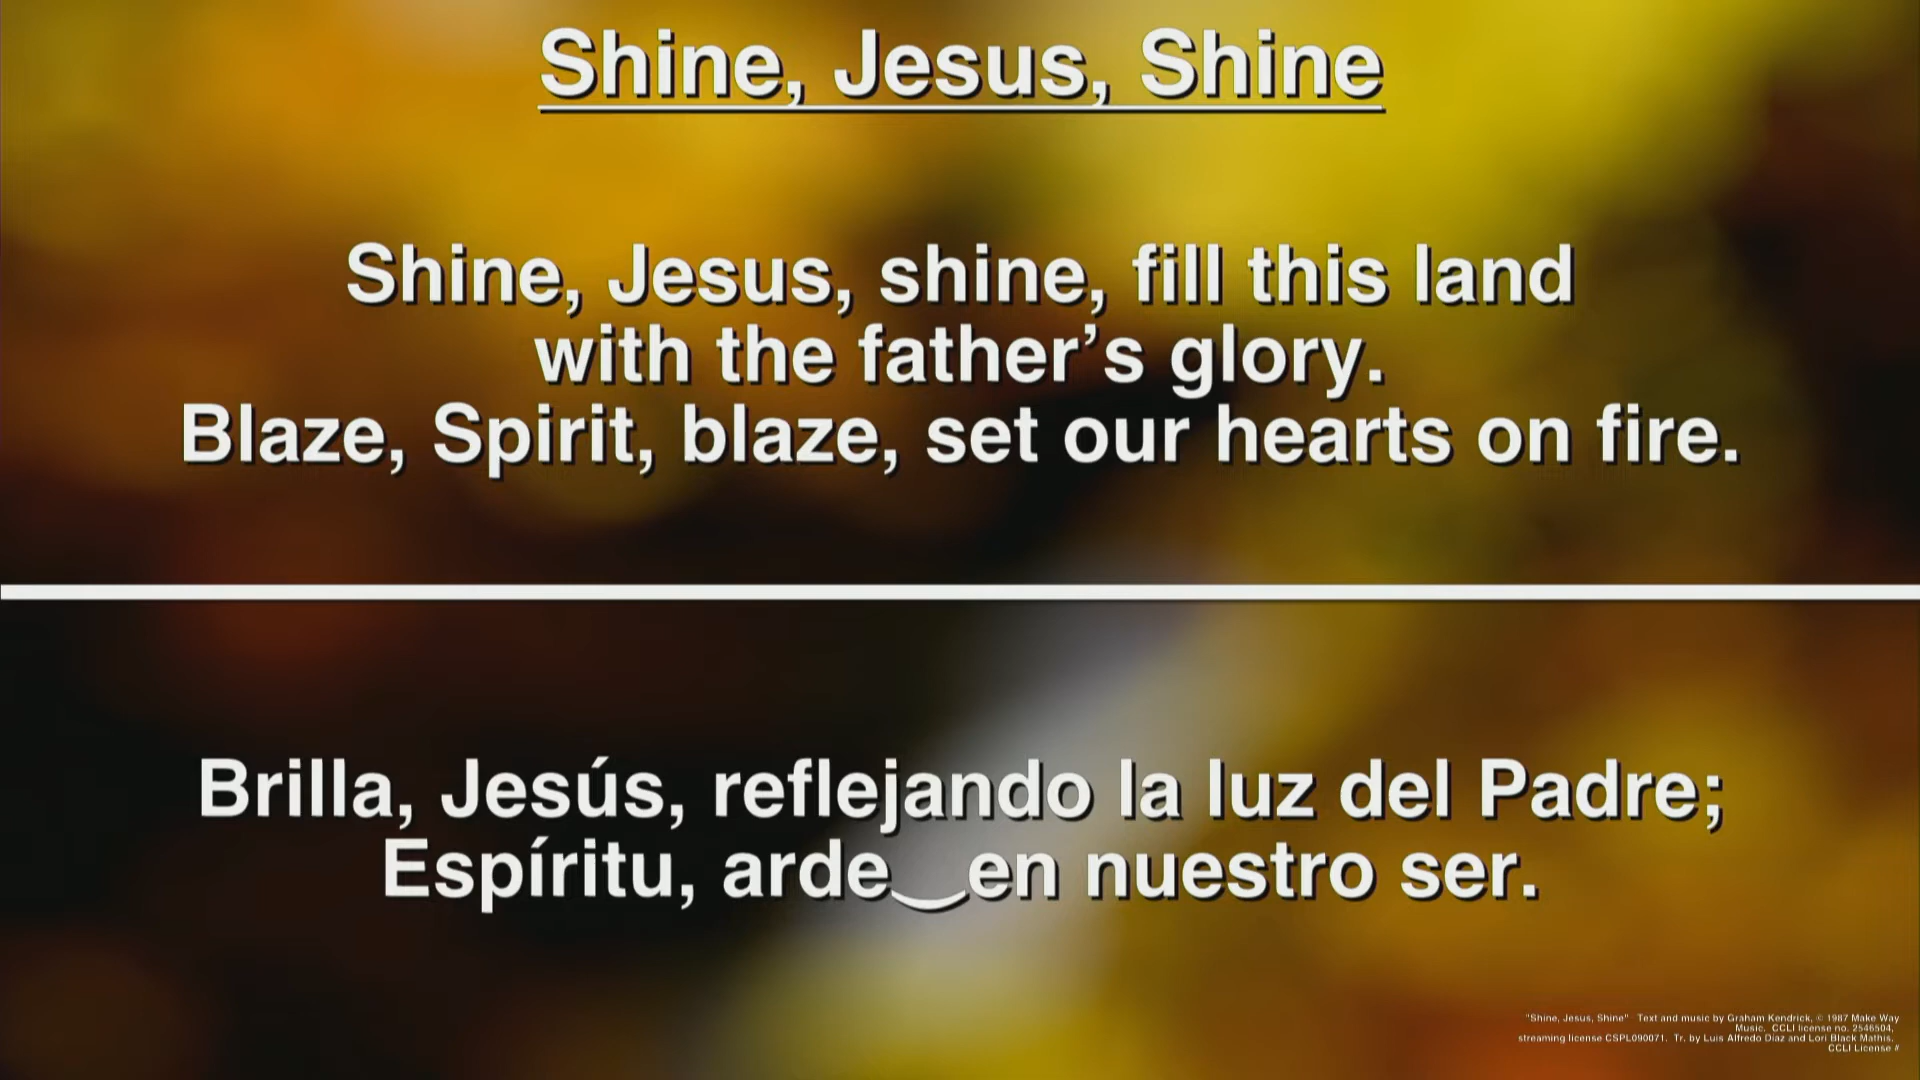 Shine, Jesus, Shine
Shine, Jesus, shine, fill this land
with the father’s glory.
Blaze, Spirit, blaze, set our hearts on fire.
Brilla, Jesús, reflejando la luz del Padre;
Espíritu, arde‿en nuestro ser.
"Shine, Jesus, Shine"  Text and music by Graham Kendrick, © 1987 Make Way
Music.  CCLI license no. 2546504,
streaming license CSPL090071.  Tr. by Luis Alfredo Díaz and Lori Black Mathis.
CCLI License #